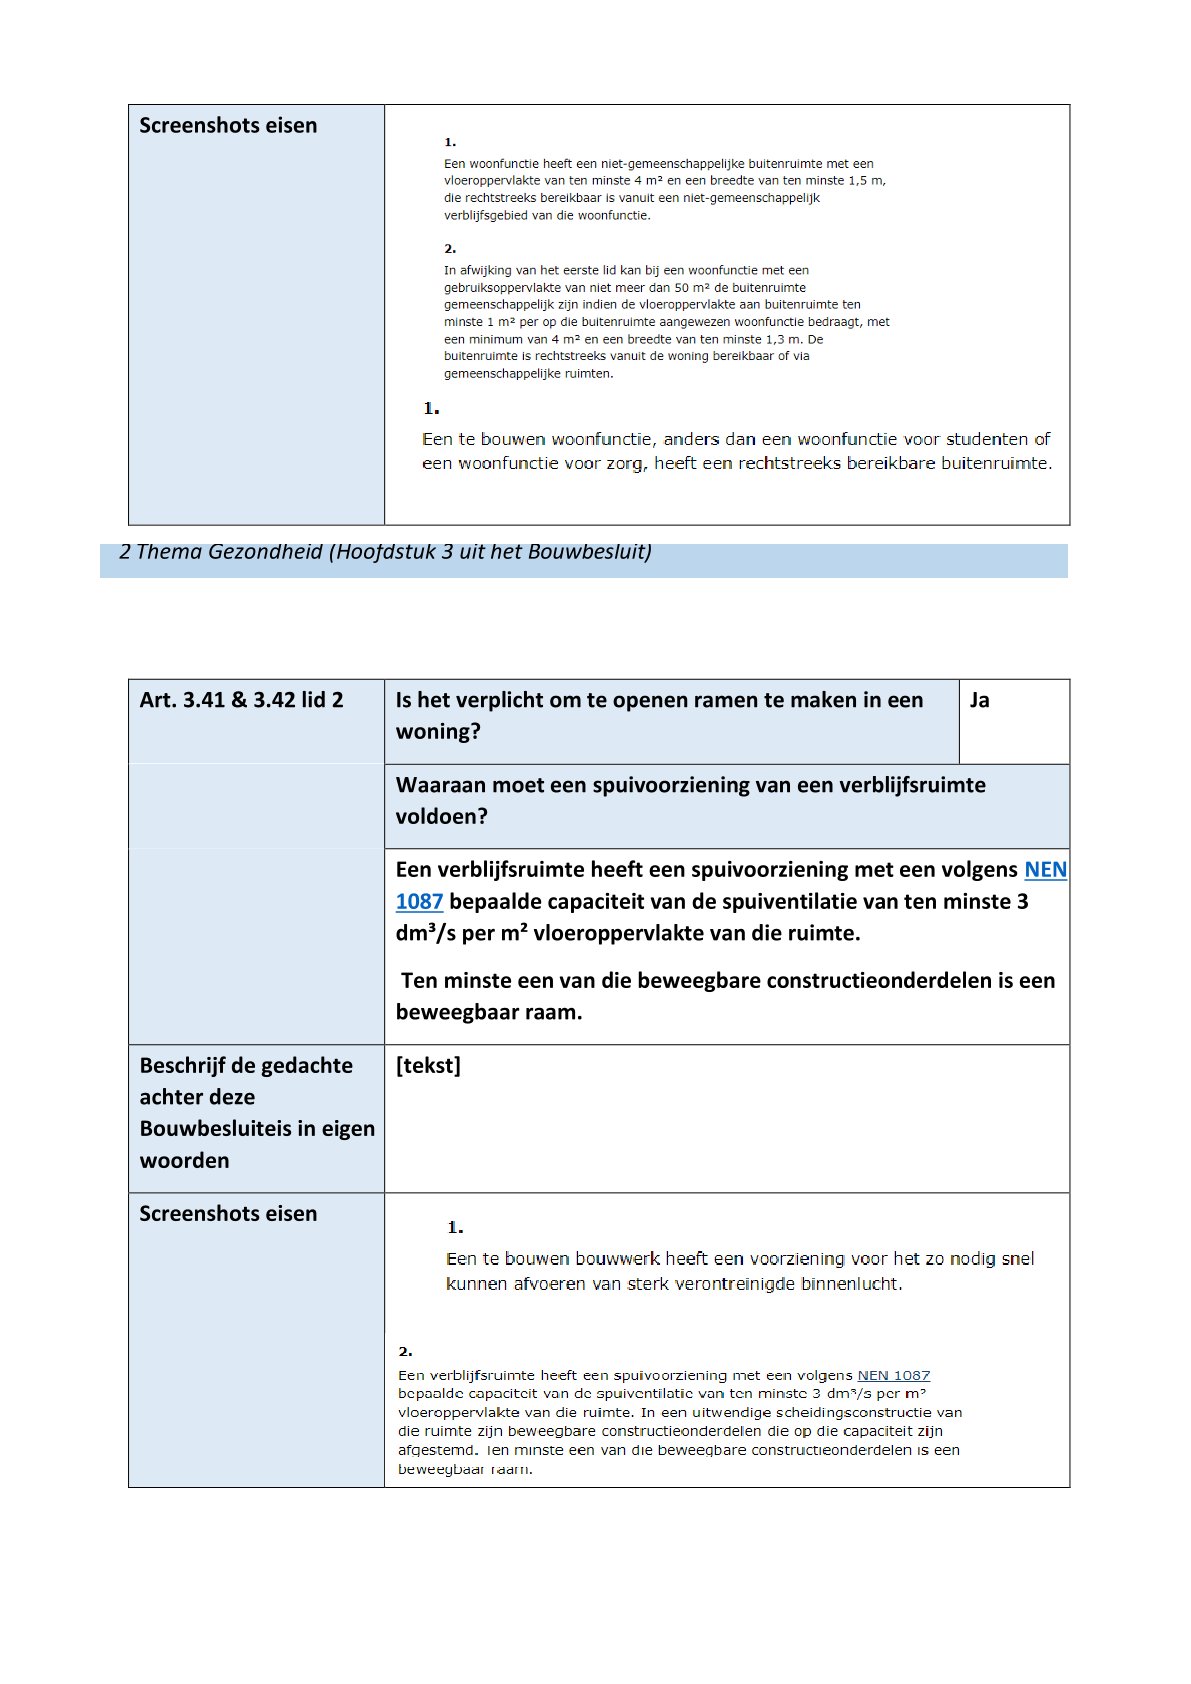 Screenshots eisen
1.
Een woonfunctie heeft een niet-gemeenschappelijke buitenruimte met een
vloeroppervlakte van ten minste 4 m² en een breedte van ten minste 1,5 m,
die rechtstreeks bereikbaar is vanuit een niet-gemeenschappelijk
verblijfsgebied van die woonfunctie.
2.
In afwijking van het eerste lid kan bij een woonfunctie met een
gebruiksoppervlakte van niet meer dan 50 m² de buitenruimte
gemeenschappelijk zijn indien de vloeroppervlakte aan buitenruimte ten
minste 1 m² per op die buitenruimte aangewezen woonfunctie bedraagt, met
een minimum van 4 m² en een breedte van ten minste 1,3 m. De
buitenruimte is rechtstreeks vanuit de woning bereikbaar of via
gemeenschappelijke ruimten.
1.
Een te bouwen woonfunctie, anders dan een woonfunctie voor studenten of
een woonfunctie voor zorg, heeft een rechtstreeks bereikbare buitenruimte.
2 Thema Gezondheid (Hoofdstuk 3 uit het Bouwbesluit)
Art. 3.41 & 3.42 lid 2
Is het verplicht om te openen ramen te maken in een
woning?
Ja
Waaraan moet een spuivoorziening van een verblijfsruimte
voldoen?
Een verblijfsruimte heeft een spuivoorziening met een volgens NEN
1087 bepaalde capaciteit van de spuiventilatie van ten minste 3
dm³/s per m² vloeroppervlakte van die ruimte.
Ten minste een van die beweegbare constructieonderdelen is een
beweegbaar raam.
Beschrijf de gedachte
achter deze
Bouwbesluiteis in eigen
woorden
[tekst]
Screenshots eisen
1.
Een te bouwen bouwwerk heeft een voorziening voor het zo nodig snel
kunnen afvoeren van sterk verontreinigde binnenlucht.
2.
Een verblijfsruimte heeft een spuivoorziening met een volgens NEN 1087
bepaalde capaciteit van de spuiventilatie van ten minste 3 dm³/s per m²
vloeroppervlakte van die ruimte. In een uitwendige scheidingsconstructie van
die ruimte zijn beweegbare constructieonderdelen die op die capaciteit zijn
afgestemd. Ten minste een van die beweegbare constructieonderdelen is een
beweegbaar raam.